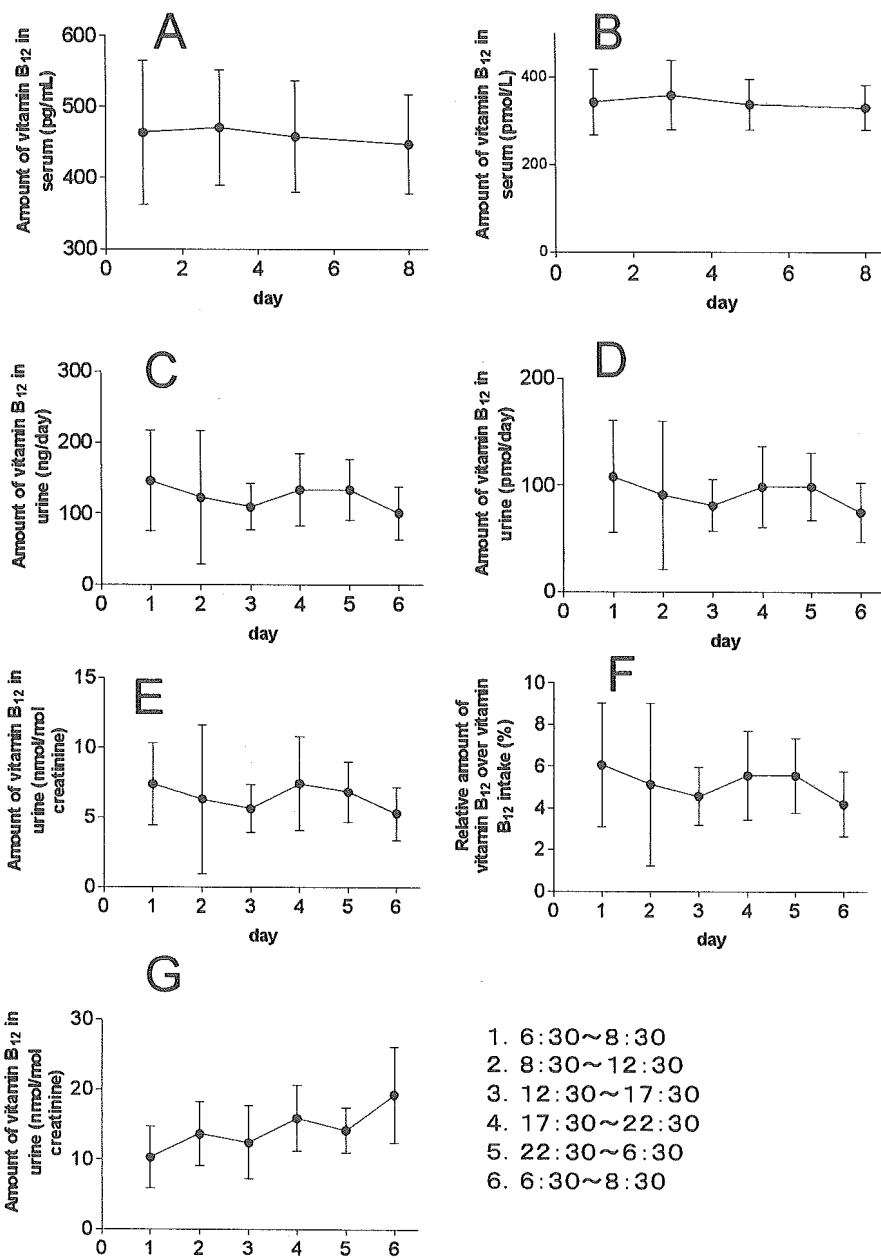 A
Amount of vitamin B12 in
serum (pg/mL)
600
500
400
300
0 2 4 6 8
day
B
Amount of vitamin B12 in
serum (pmol/L)
400
200
0
0 2 4 6 8
day
C
Amount of vitamin B12 in
urine (ng/day)
300
200
100
0
0 1 2 3 4 5 6
day
D
Amount of vitamin B12 in
urine (pmol/day)
200
100
0
0 1 2 3 4 5 6
day
E
Amount of vitamin B12 in
urine (nmol/mol
creatinine)
15
10
5
0
0 1 2 3 4 5 6
day
F
Relative amount of
vitamin B12 over vitamin
B12 intake (%)
10
8
6
4
2
0
0 1 2 3 4 5 6
day
G
Amount of vitamin B12 in
urine (nmol/mol
creatinine)
30
20
10
0
0 1 2 3 4 5 6
1. 6:30~8:30
2. 8:30~12:30
3. 12:30~17:30
4. 17:30~22:30
5. 22:30~6:30
6. 6:30~8:30